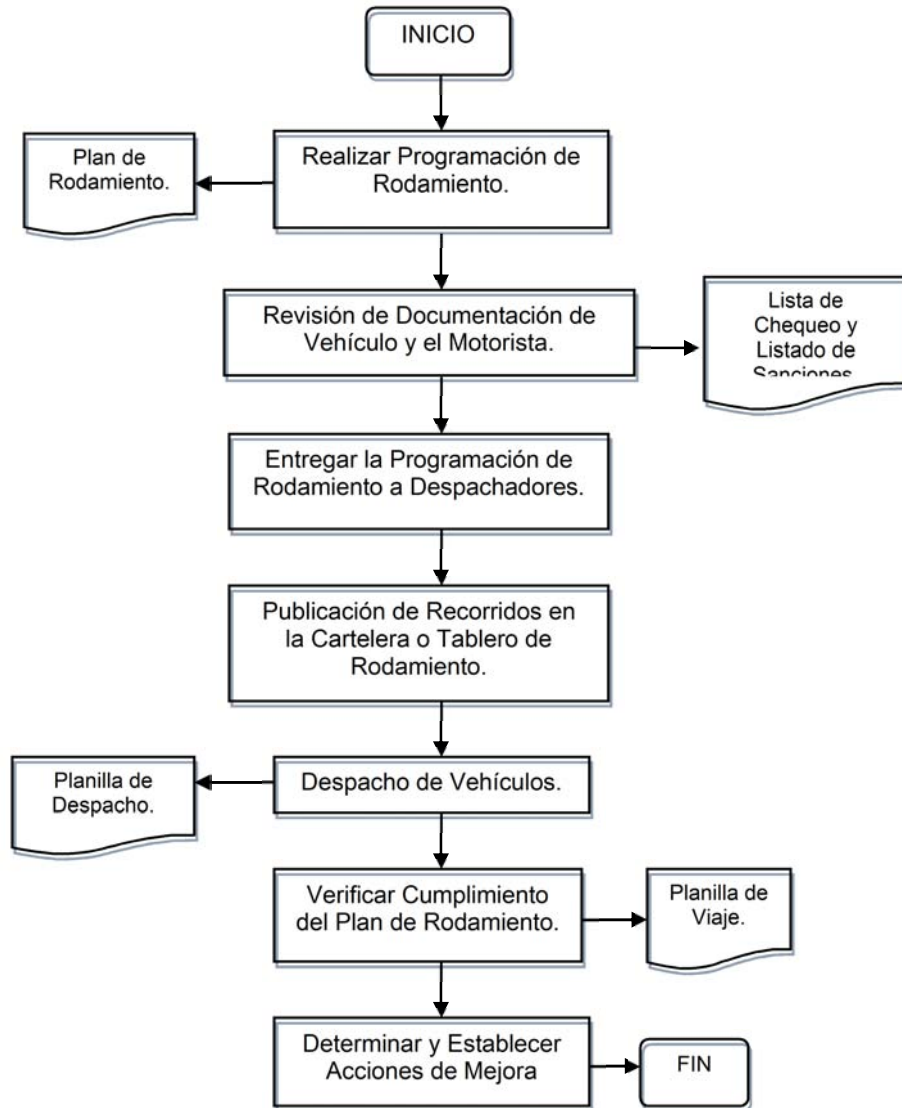 INICIO
Realizar Programación de
Rodamiento.
Plan de
Rodamiento.
Revisión de Documentación de
Vehículo y el Motorista.
Lista de
Chequeo y
Listado de
Sanciones
Entregar la Programación de
Rodamiento a Despachadores.
Publicación de Recorridos en
la Cartelera o Tablero de
Rodamiento.
Despacho de Vehículos.
Planilla de
Despacho.
Verificar Cumplimiento
del Plan de Rodamiento.
Planilla de
Viaje.
Determinar y Establecer
Acciones de Mejora
FIN